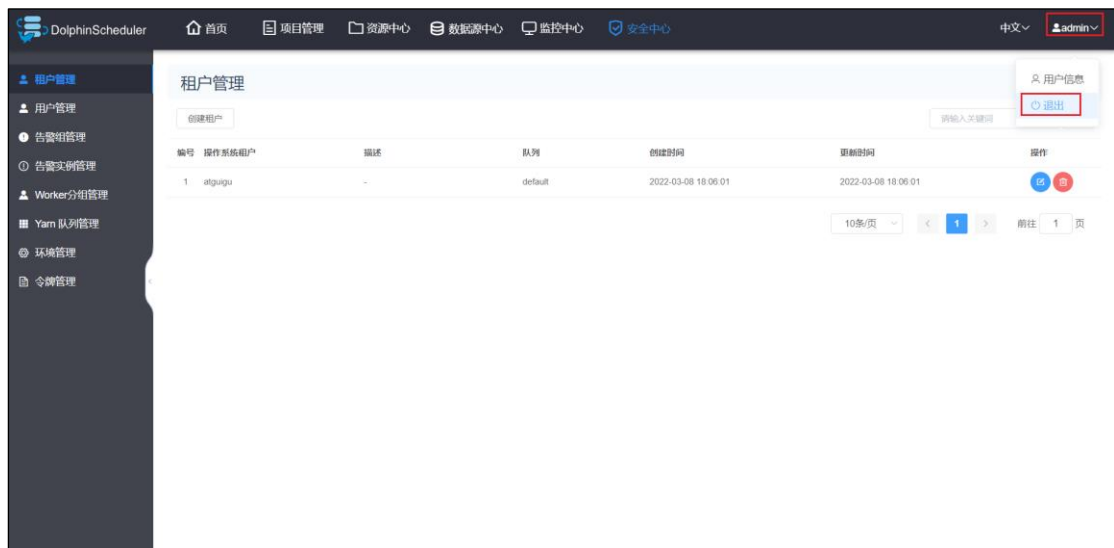 DolphinScheduler 首页 项目管理 资源中心 数据源中心 监控中心 安全中心 中文 admin
租户管理
用户管理
告警组管理
告警实例管理
Worker分组管理
Yarn 队列管理
环境管理
令牌管理
租户管理
用户信息
退出
创建租户 请输入关键词
编号 操作系统租户 描述 队列 创建时间 更新时间 操作
1 atguigu - default 2022-03-08 18:06:01 2022-03-08 18:06:01
10条/页 < 1 > 前往 1 页